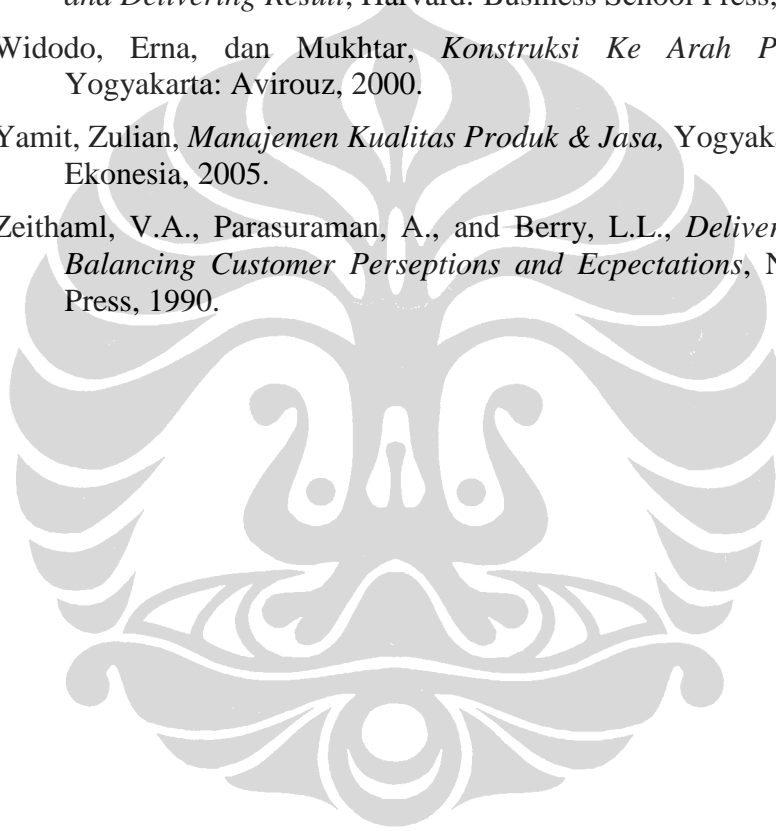 and Delivering Result, Harvard: Business School Press,
Widodo, Erna, dan Mukhtar, Konstruksi Ke Arah P
Yogyakarta: Avirouz, 2000.
Yamit, Zulian, Manajemen Kualitas Produk & Jasa, Yogyak
Ekonesia, 2005.
Zeithaml, V.A., Parasuraman, A., and Berry, L.L., Deliver
Balancing Customer Perseptions and Ecpectations, N
Press, 1990.